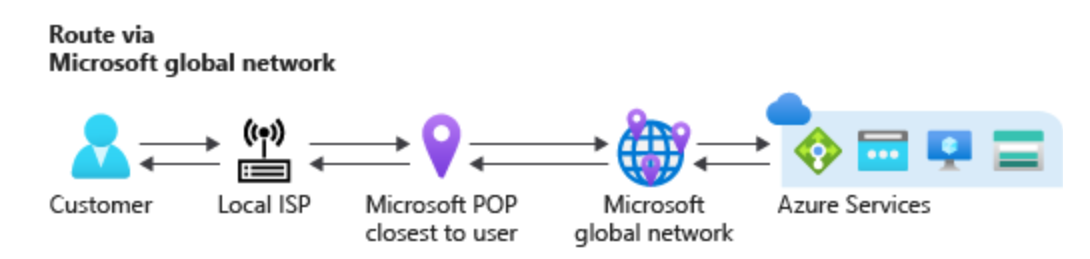 Route via
Microsoft global network
Customer
Local ISP
Microsoft POP
closest to user
Microsoft
global network
Azure Services